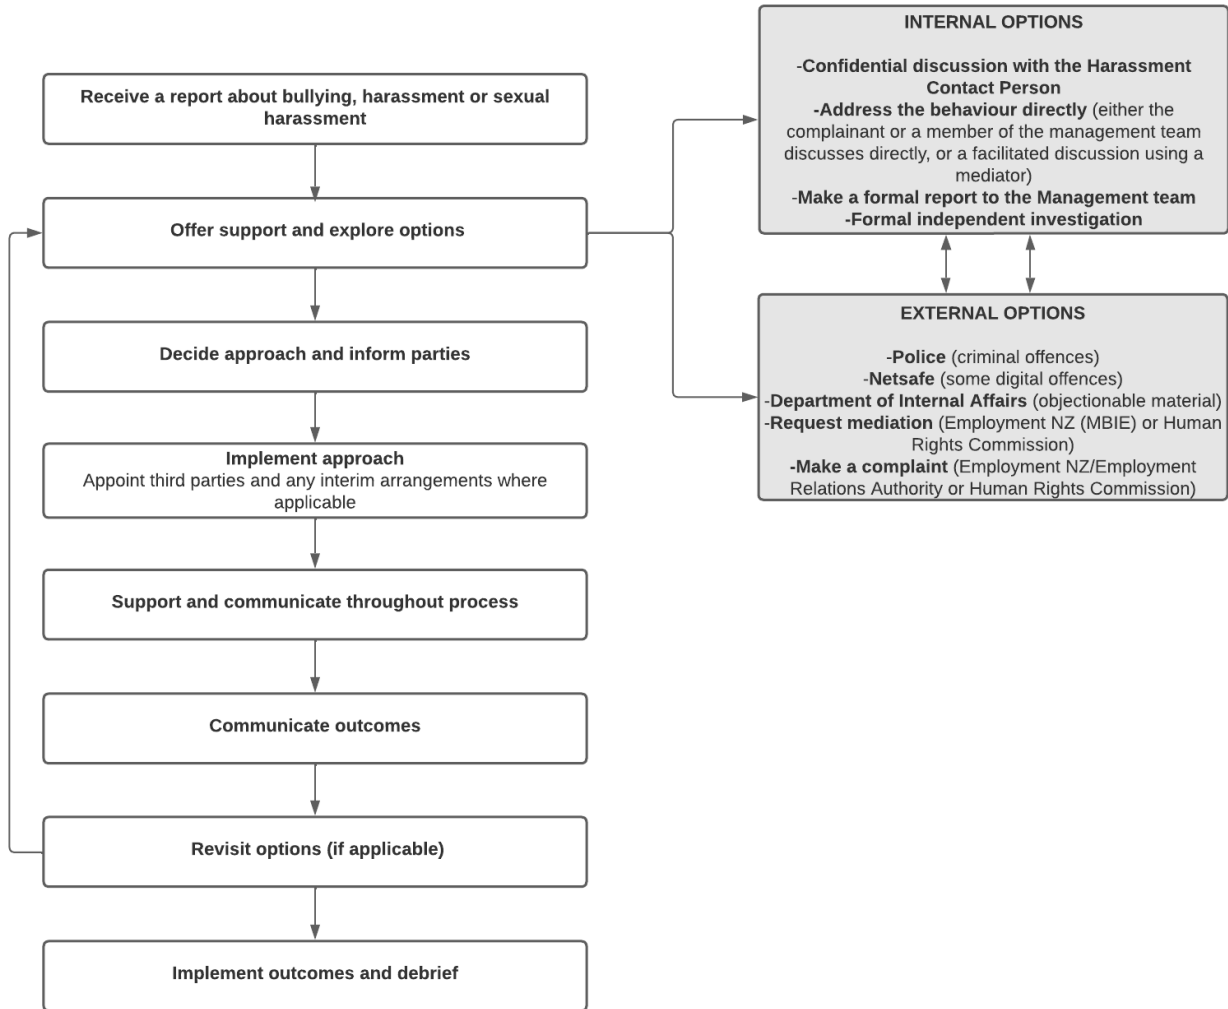 Receive a report about bullying, harassment or sexual
harassment
Offer support and explore options
Decide approach and inform parties
Implement approach
Appoint third parties and any interim arrangements where
applicable
Support and communicate throughout process
Communicate outcomes
Revisit options (if applicable)
Implement outcomes and debrief
INTERNAL OPTIONS
-Confidential discussion with the Harassment
Contact Person
-Address the behaviour directly (either the
complainant or a member of the management team
discusses directly, or a facilitated discussion using a
mediator)
-Make a formal report to the Management team
-Formal independent investigation
EXTERNAL OPTIONS
-Police (criminal offences)
-Netsafe (some digital offences)
-Department of Internal Affairs (objectionable material)
-Request mediation (Employment NZ (MBIE) or Human
Rights Commission)
-Make a complaint (Employment NZ/Employment
Relations Authority or Human Rights Commission)